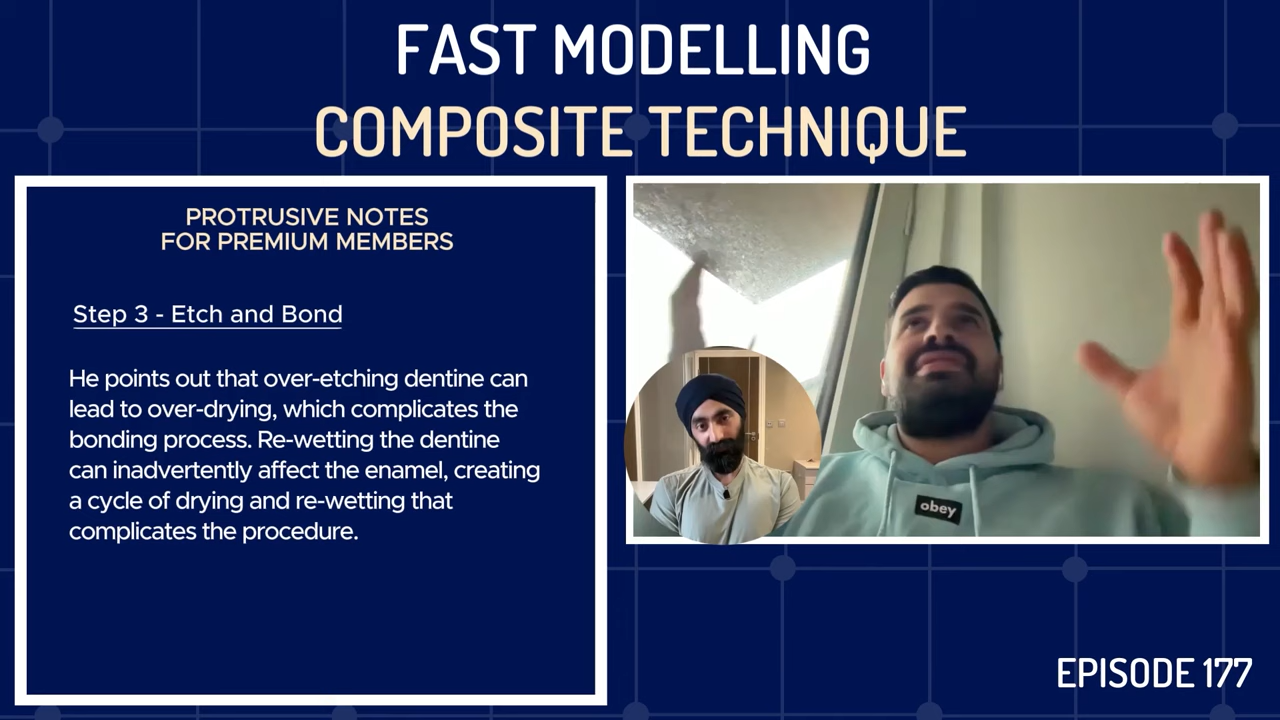 FAST MODELLING
COMPOSITE TECHNIQUE
PROTRUSIVE NOTES
FOR PREMIUM MEMBERS
Step 3 - Etch and Bond
He points out that over-etching dentine can
lead to over-drying, which complicates the
bonding process. Re-wetting the dentine
can inadvertently affect the enamel, creating
a cycle of drying and re-wetting that
complicates the procedure.
obey
EPISODE 177